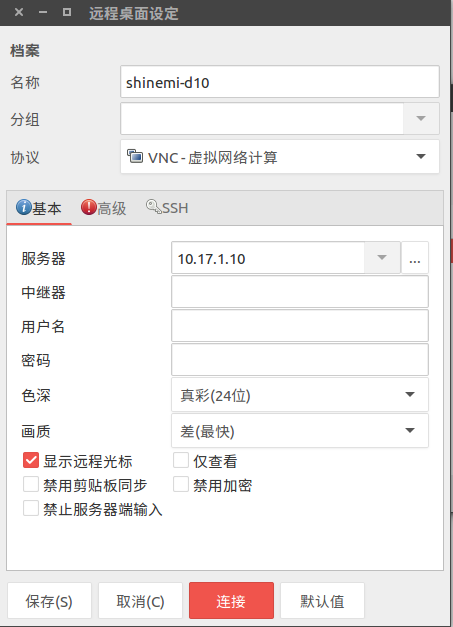 远程桌面设定
档案
名称 shinemi-d10
分组
协议 VNC - 虚拟网络计算
基本 高级 SSH
服务器 10.17.1.10 ...
中继器
用户名
密码
色深 真彩(24位)
画质 差(最快)
显示远程光标 仅查看
禁用剪贴板同步 禁用加密
禁止服务器端输入
保存(S) 取消(C) 连接 默认值